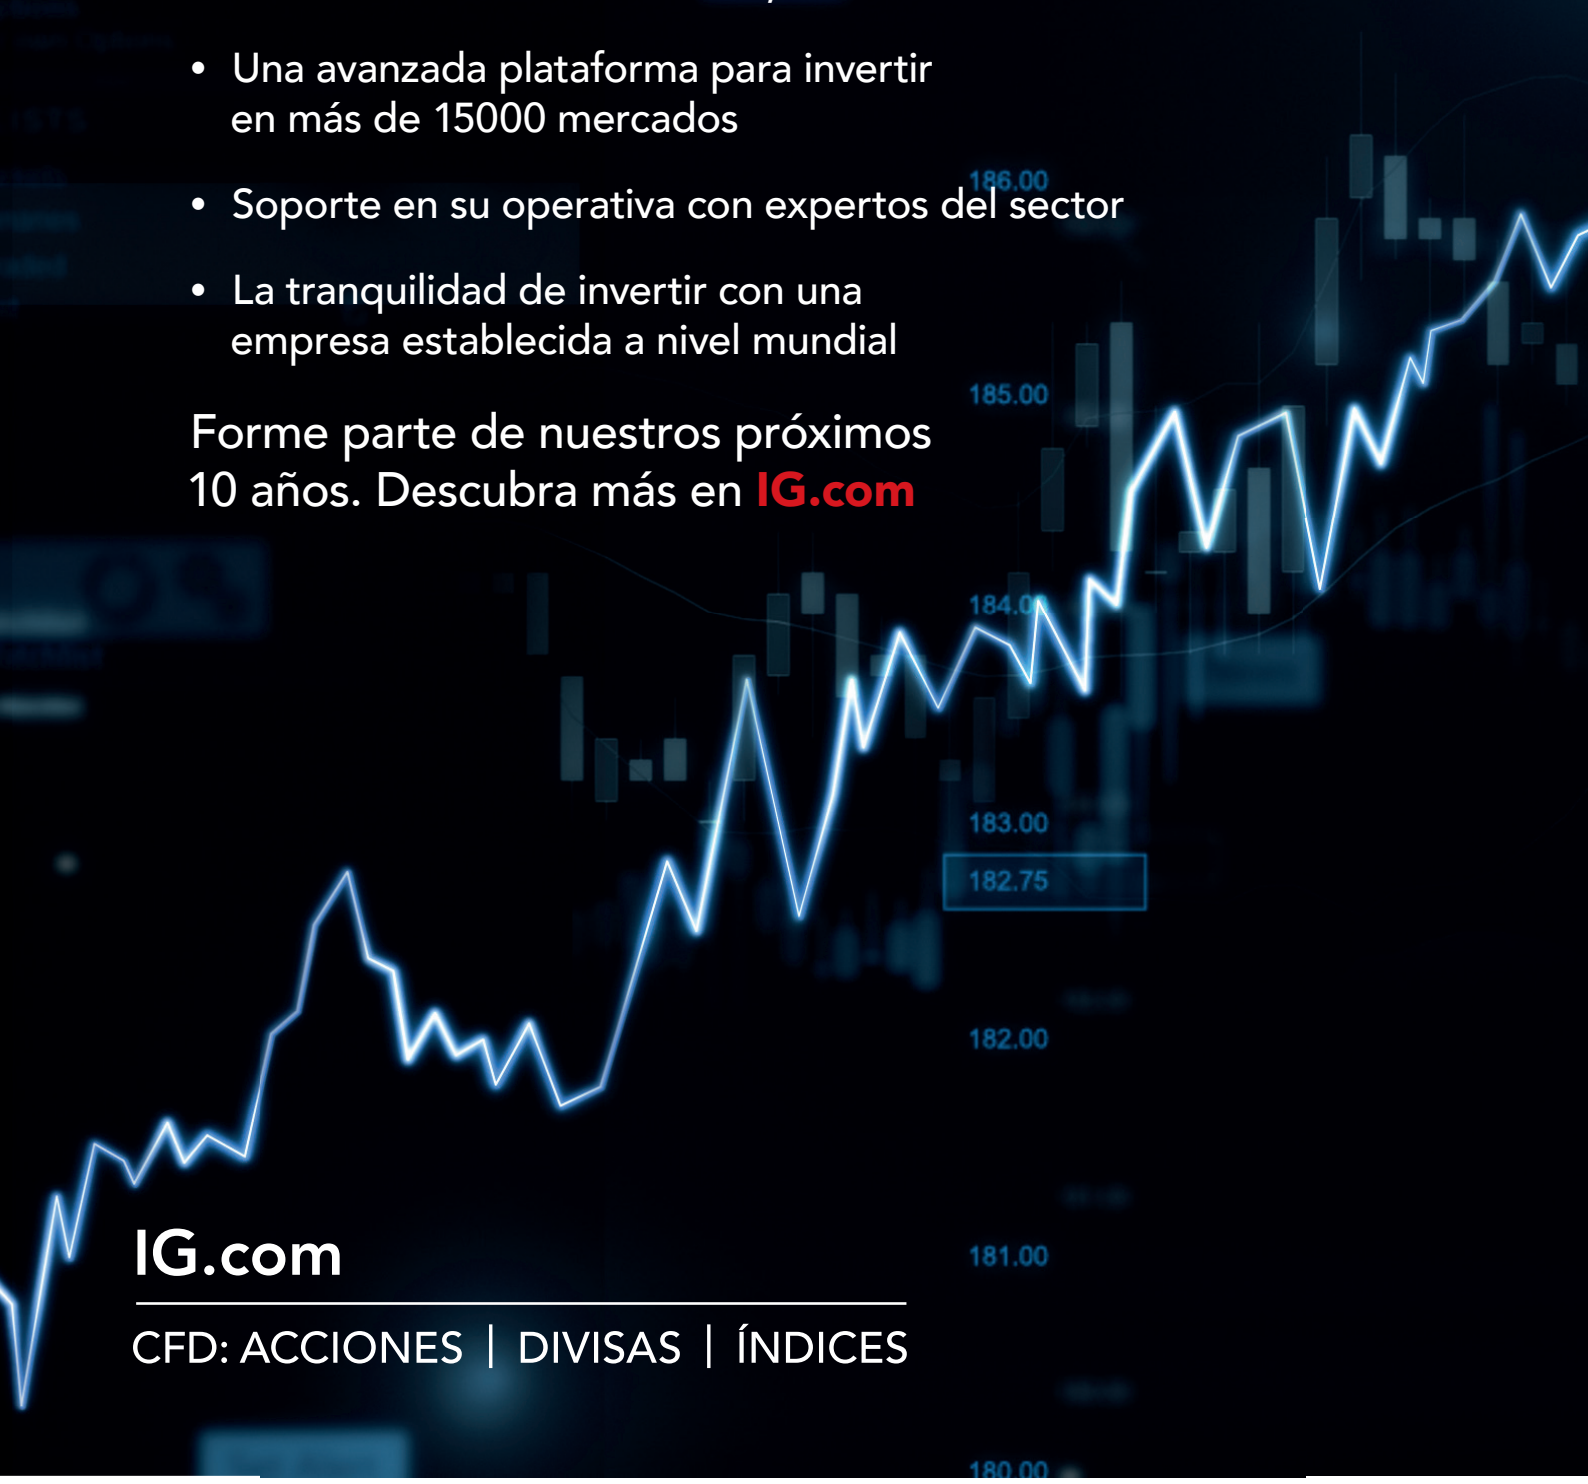 • Una avanzada plataforma para invertir
en más de 15000 mercados
186.00
• Soporte en su operativa con expertos del sector
• La tranquilidad de invertir con una
empresa establecida a nivel mundial
185.00
Forme parte de nuestros próximos
10 años. Descubra más en IG.com
184.00
183.00
182.75
182.00
IG.com
181.00
CFD: ACCIONES | DIVISAS | ÍNDICES
180.00